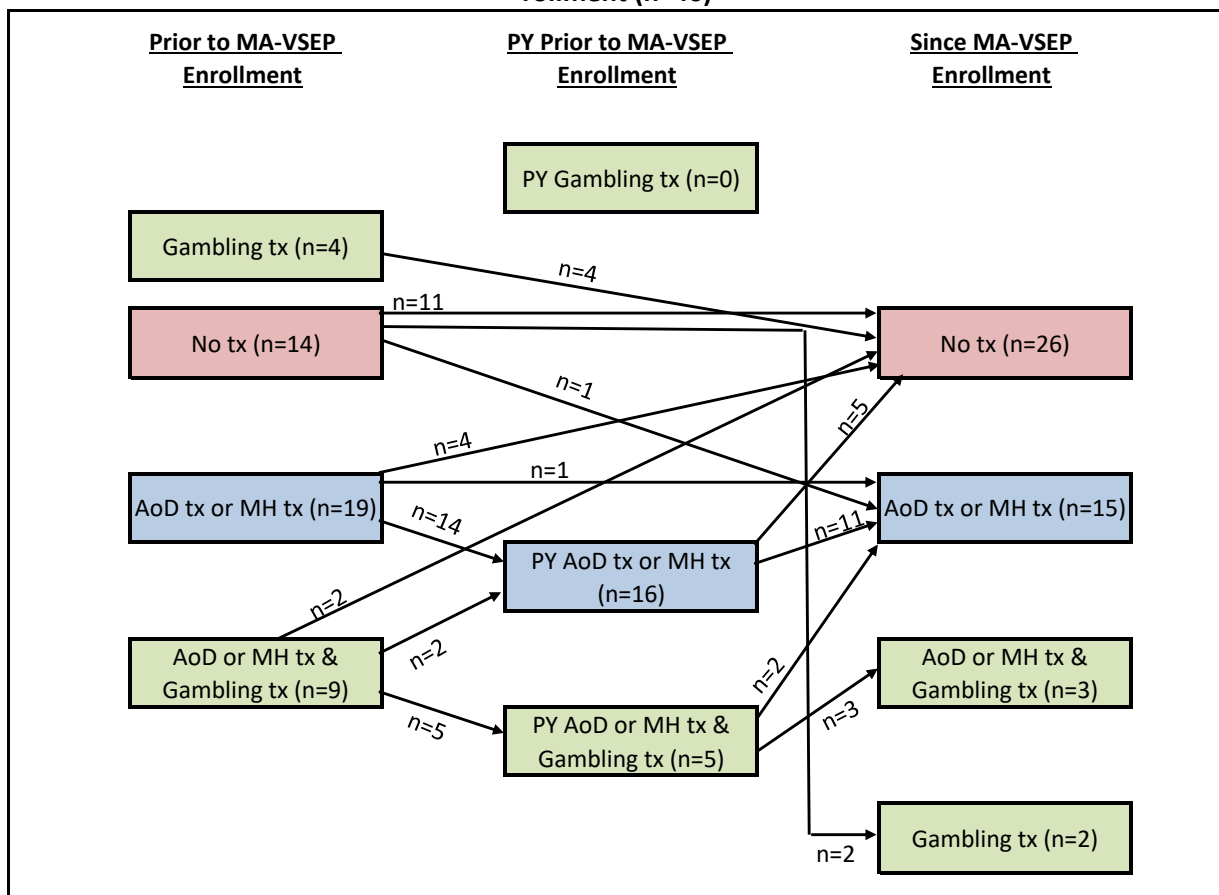 rollment (n=46)
Prior to MA-VSEP
Enrollment
PY Prior to MA-VSEP
Enrollment
Since MA-VSEP
Enrollment
PY Gambling tx (n=0)
Gambling tx (n=4)
n=4
n=11
No tx (n=14)
No tx (n=26)
n=1
n=5
n=4
n=1
AoD tx or MH tx (n=19)
AoD tx or MH tx (n=15)
n=14
n=11
PY AoD tx or MH tx
(n=16)
n=2
n=2
AoD or MH tx &
Gambling tx (n=9)
n=2
AoD or MH tx &
Gambling tx (n=3)
n=5
n=3
PY AoD or MH tx &
Gambling tx (n=5)
Gambling tx (n=2)
n=2